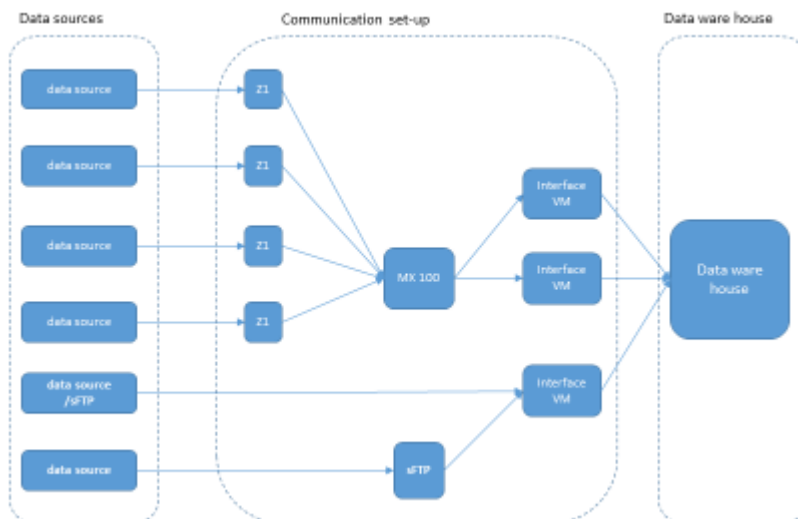 Data sources
Communication set-up
Data ware house
data source
Z1
data source
Z1
Interface
VM
data source
Z1
MX 100
Interface
VM
Data ware
house
data source
Z1
data source
/sFTP
Interface
VM
data source
sFTP